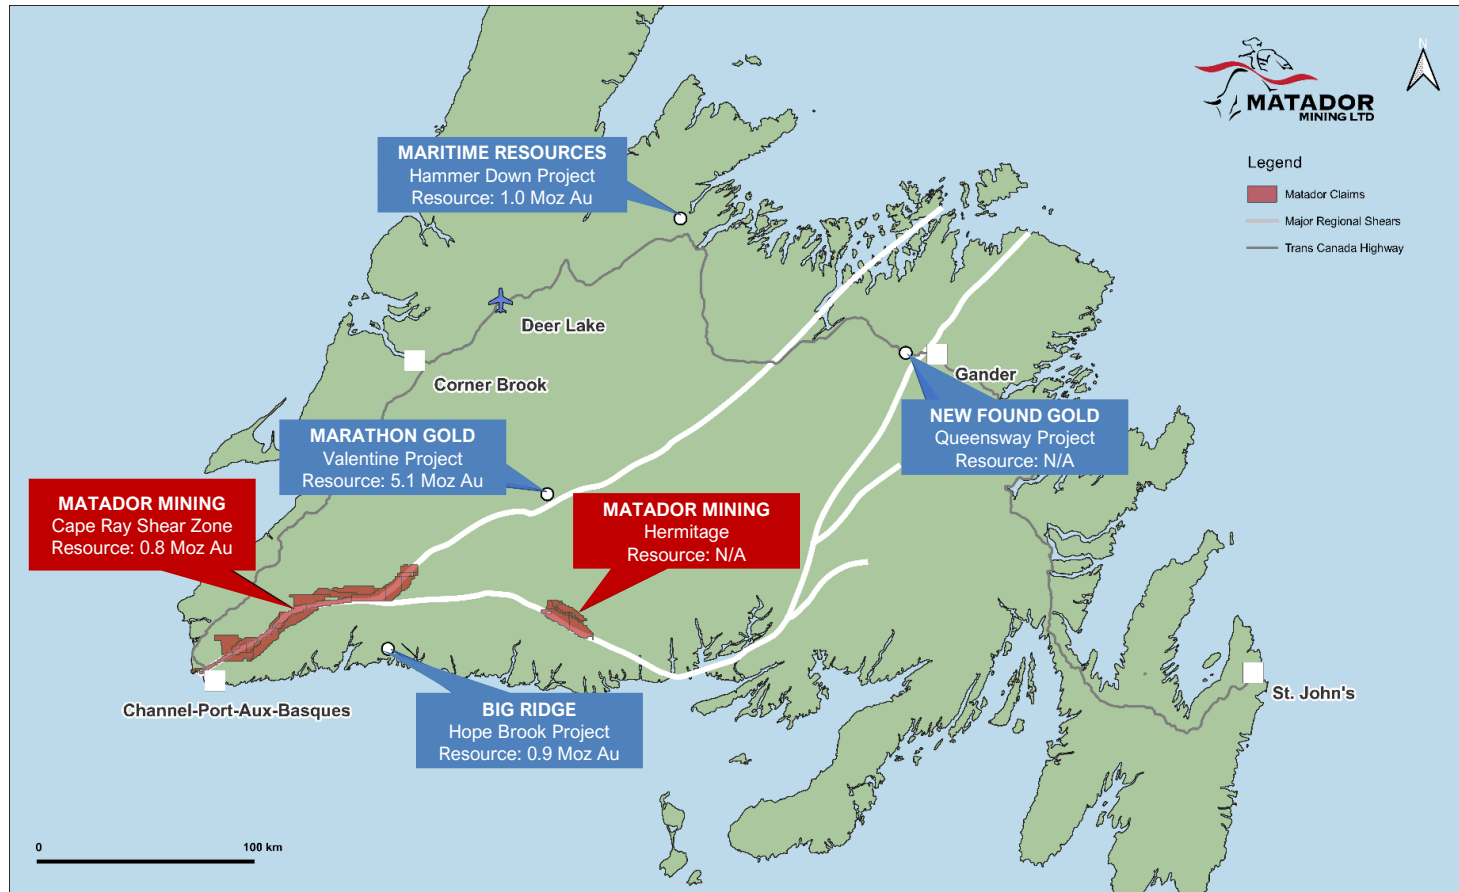 N
MATADOR
MINING LTD
Legend
Matador Claims
Major Regional Shears
Trans Canada Highway
MARITIME RESOURCES
Hammer Down Project
Resource: 1.0 Moz Au
Deer Lake
Corner Brook
Gander
NEW FOUND GOLD
Queensway Project
Resource: N/A
MARATHON GOLD
Valentine Project
Resource: 5.1 Moz Au
MATADOR MINING
Cape Ray Shear Zone
Resource: 0.8 Moz Au
MATADOR MINING
Hermitage
Resource: N/A
Channel-Port-Aux-Basques
BIG RIDGE
Hope Brook Project
Resource: 0.9 Moz Au
St. John's
0
100 km